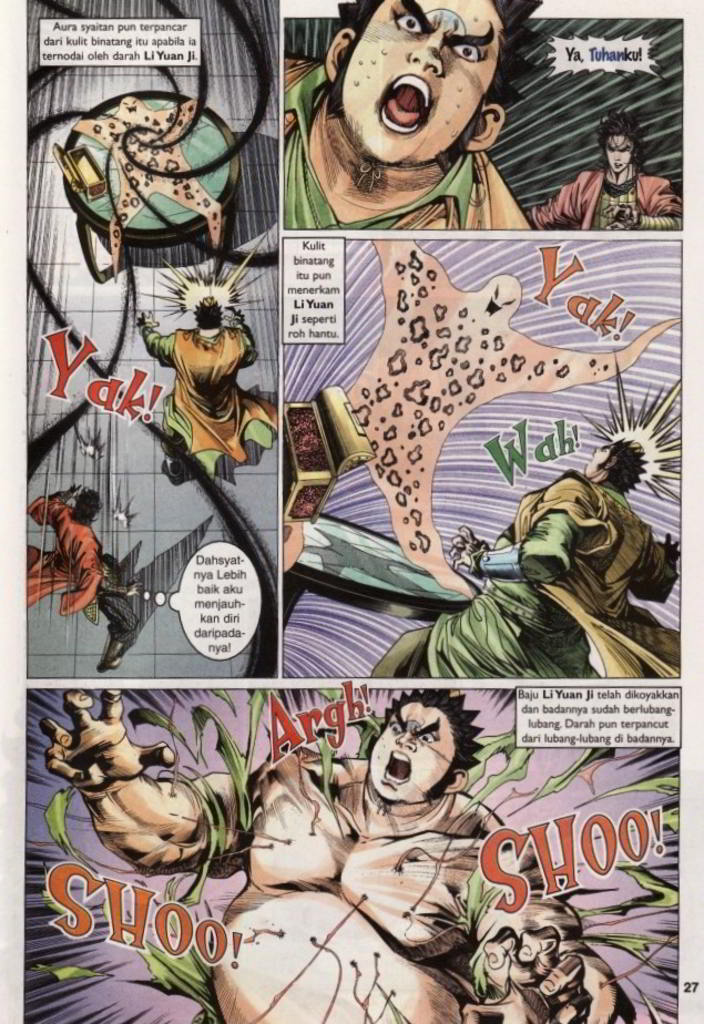 Aura syaitan pun terpancar
dari kulit binatang itu apabila ia
ternodai oleh darah Li Yuan Ji.
Yak!
Dahsyat-
nya Lebih
baik aku
menjauh-
kan diri
daripada-
nya!
Ya, Tuhanku!
Kulit
binatang
itu pun
menerkam
Li Yuan
Ji seperti
roh hantu.
Yak!
Wah!
Baju Li Yuan Ji telah dikoyakkan
dan badannya sudah berlubang-
lubang. Darah pun terpancut
dari lubang-lubang di badannya.
Argh!
SHOO!
SHOO!
27